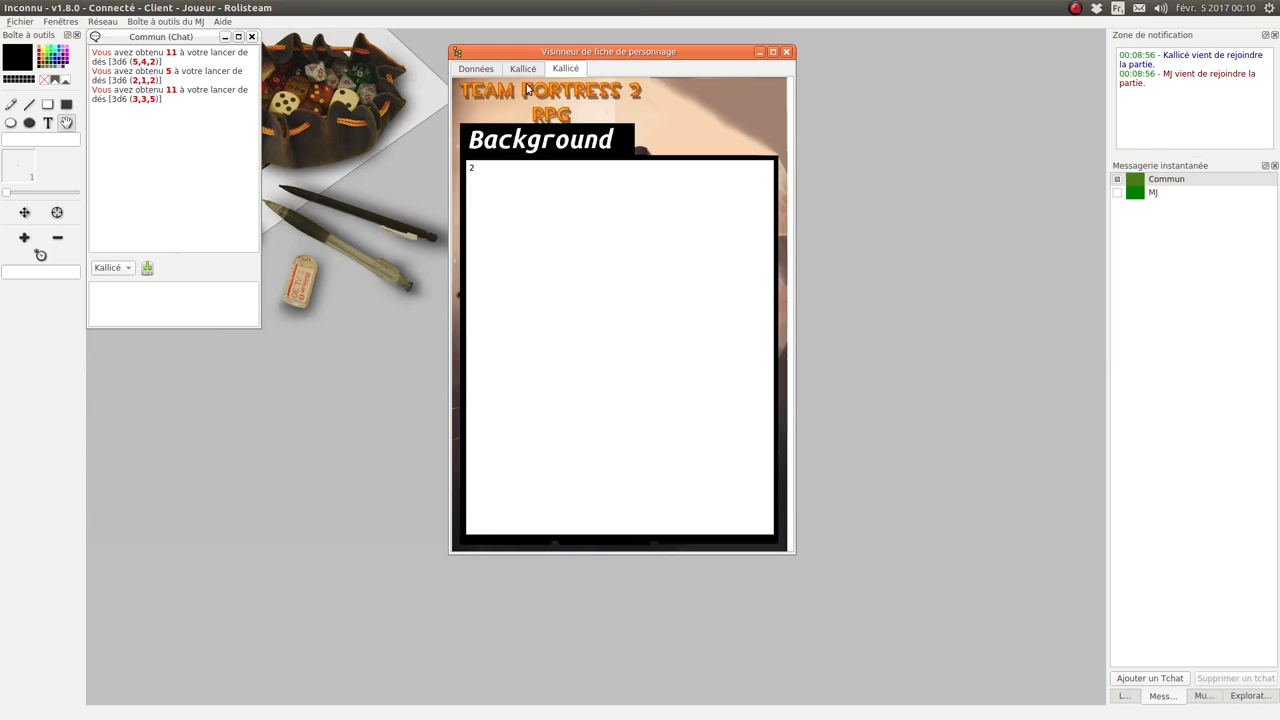 Inconnu - v1.8.0 - Connecté - Client - Joueur - Rollisteam
Fr
févr. 5 2017 00:10
Fichier Fenêtres Réseau Boîte à outils du MJ Aide
Boîte à outils
1
Commun (Chat)
Vous avez obtenu 11 à votre lancer de
dés [3d6 (5,4,2)]
Vous avez obtenu 5 à votre lancer de
dés [3d6 (2,1,2)]
Vous avez obtenu 11 à votre lancer de
dés [3d6 (3,3,5)]
Kallicé
Visinneur de fiche de personnage
Données Kallicé Kallicé
TEAM FORTRESS 2
RPG
Background
2
Zone de notification
00:08:56 - Kallicé vient de rejoindre
la partie.
00:08:56 - MJ vient de rejoindre la
partie.
Messagerie instantanée
Commun
MJ
Ajouter un Tchat Supprimer un tchat
L... Mess... Mu... Explorat...